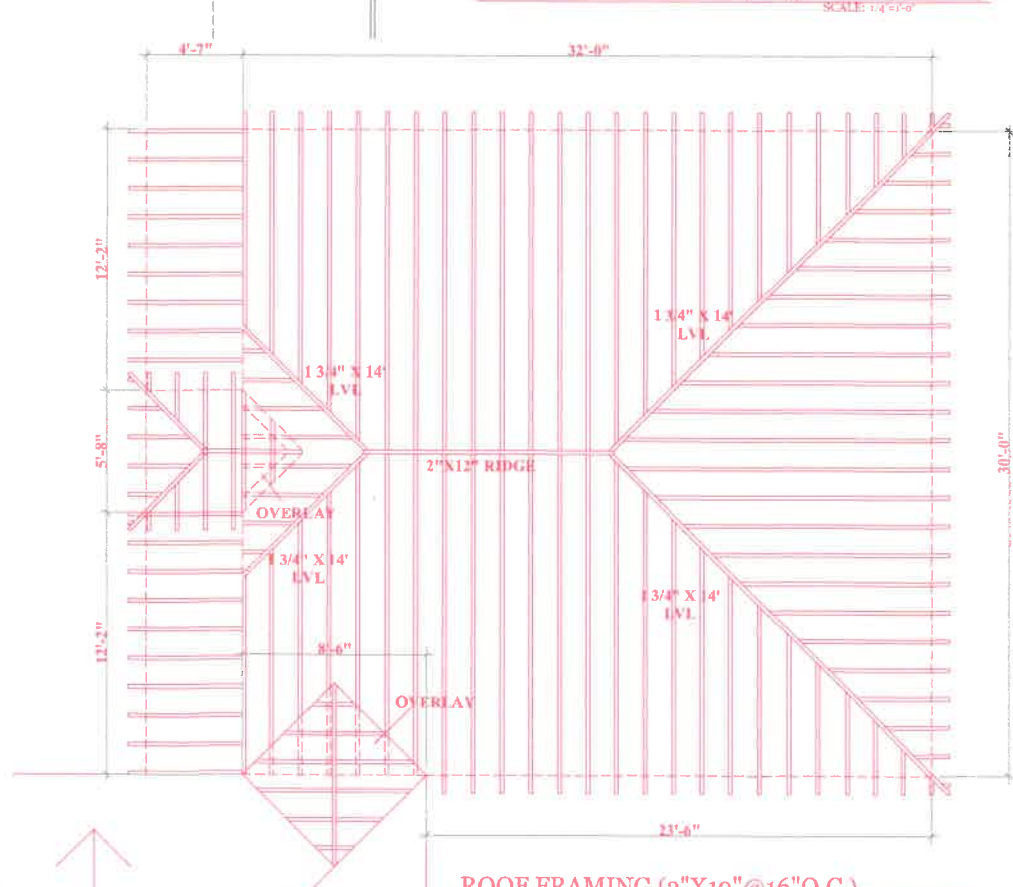 SCALE: 1/4"=1'-0"
4'-7"
32'-0"
12'-2"
1 3/4" X 14'
LVL
1 3/4" X 14'
LVL
5'-8"
2"X12" RIDGE
30'-0"
OVERLAY
1 3/4" X 14'
LVL
1 3/4" X 14'
LVL
12'-2"
8'-6"
OVERLAY
23'-6"
ROOF FRAMING (2"X10"@16"O.C.)